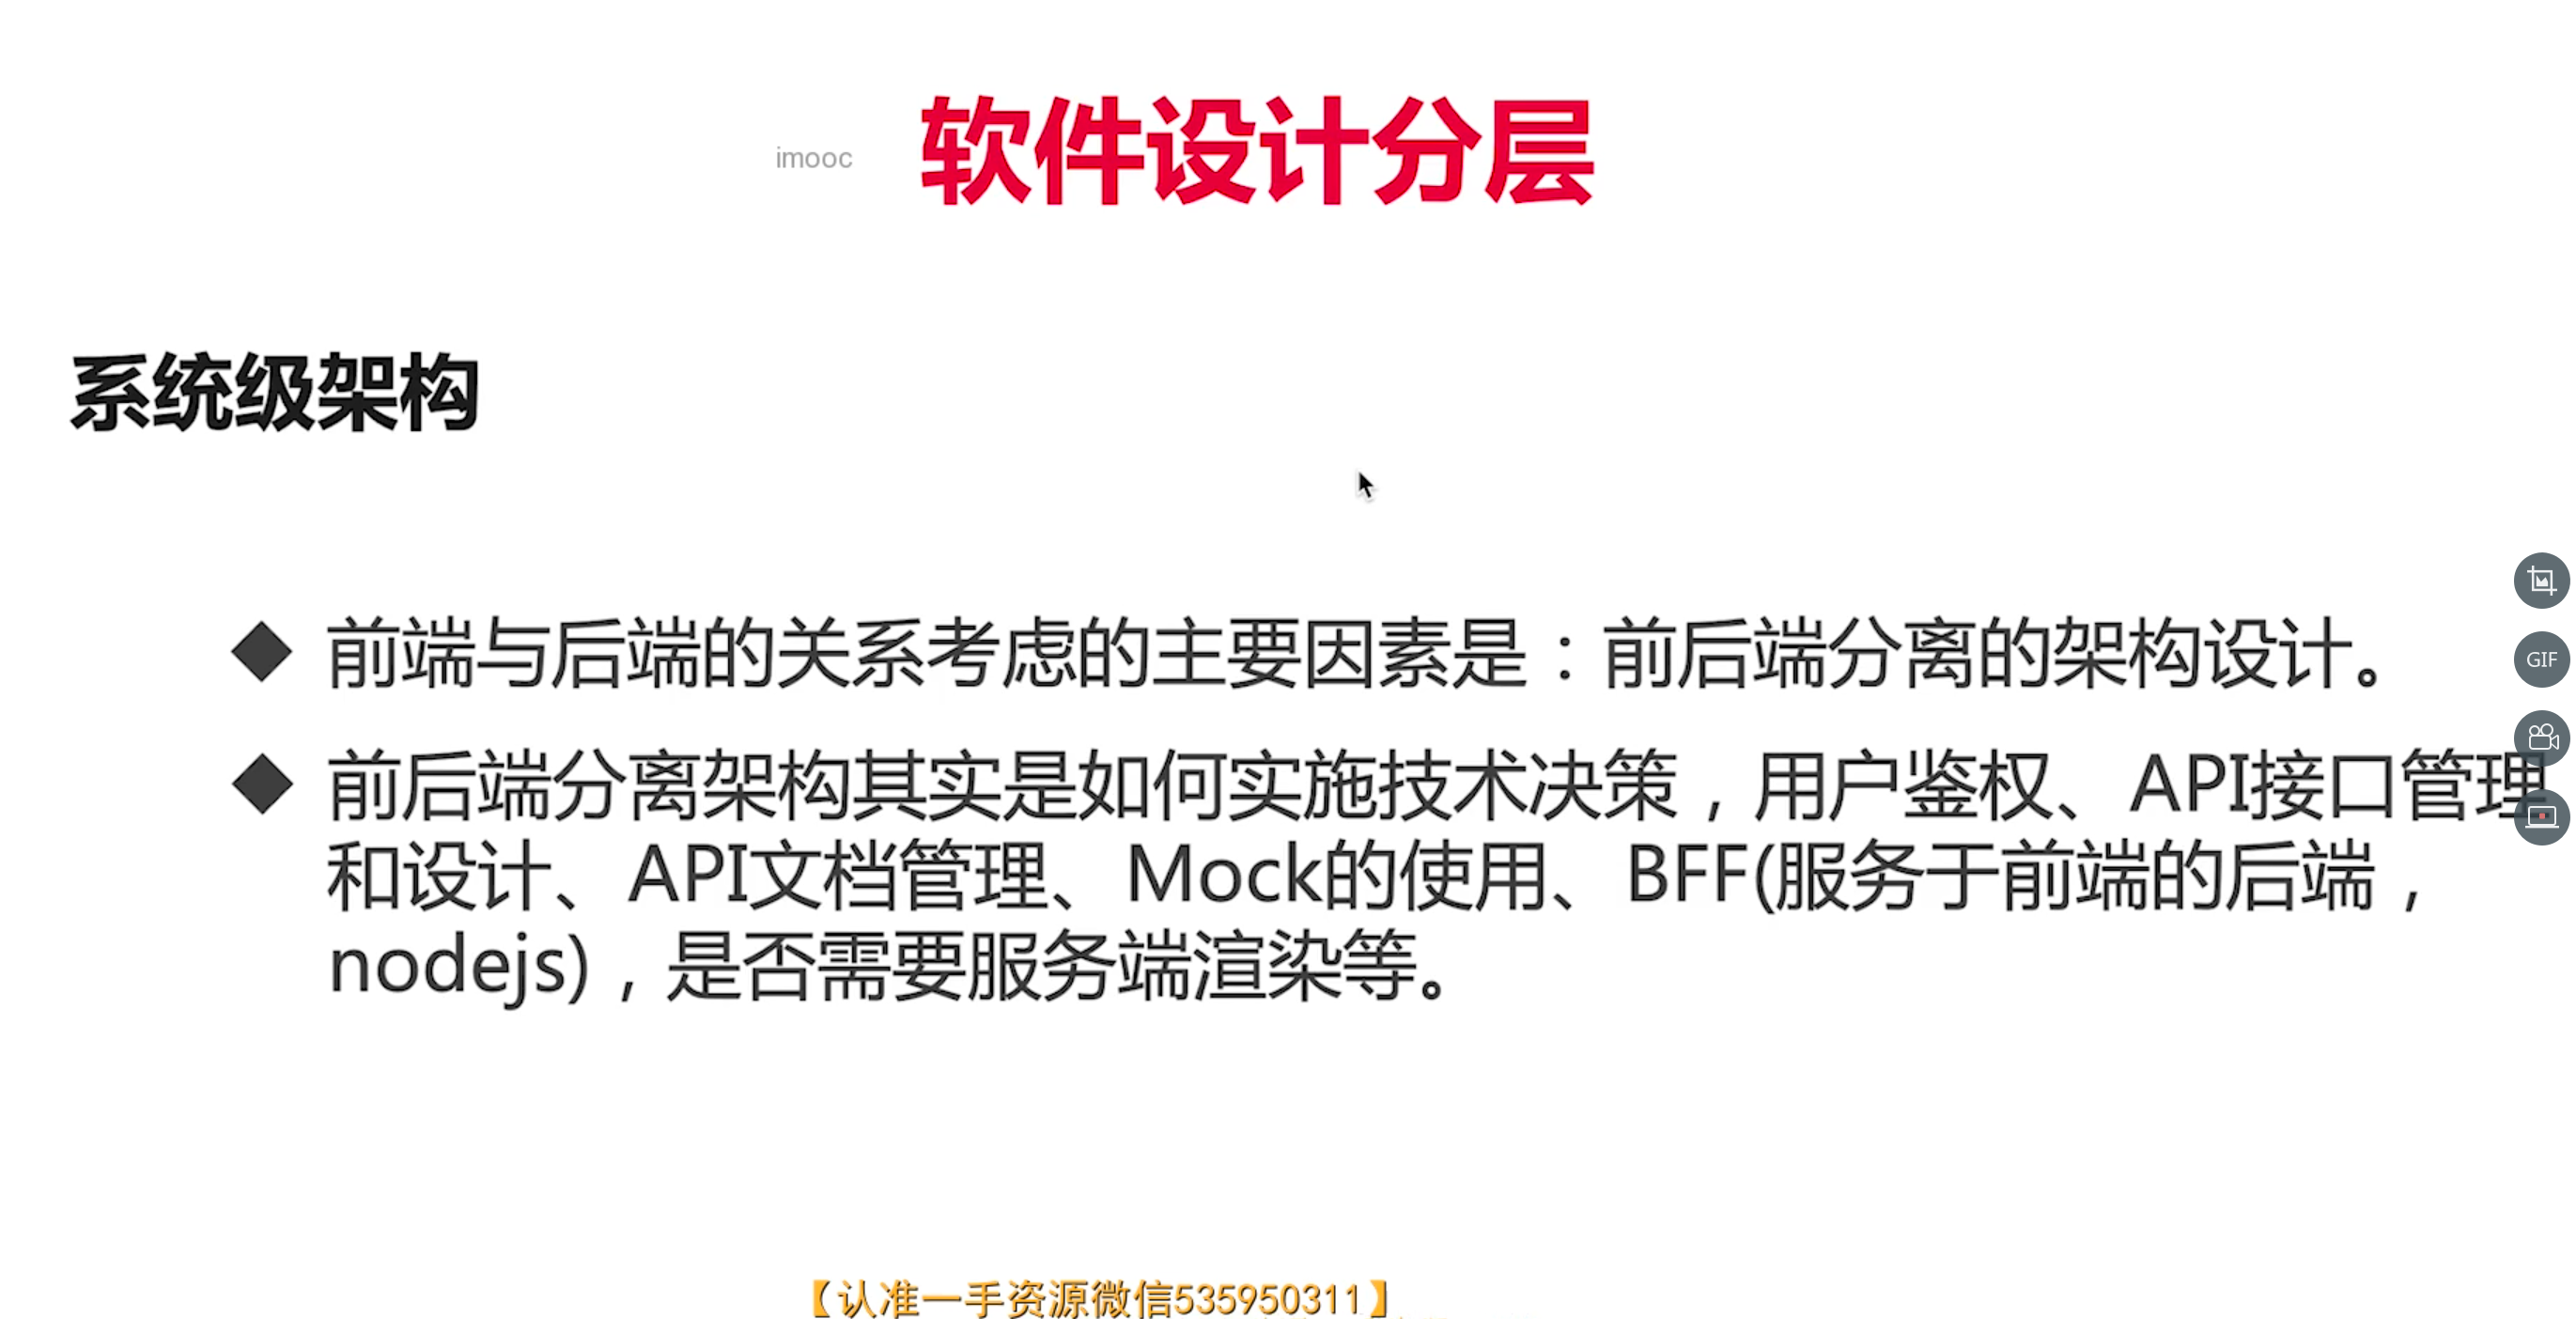 imooc 软件设计分层
系统级架构
◆ 前端与后端的关系考虑的主要因素是：前后端分离的架构设计。
◆ 前后端分离架构其实是如何实施技术决策，用户鉴权、API接口管理
和设计、API文档管理、Mock的使用、BFF(服务于前端的后端，
nodejs)，是否需要服务端渲染等。
GIF
【认准一手资源微信535950311】